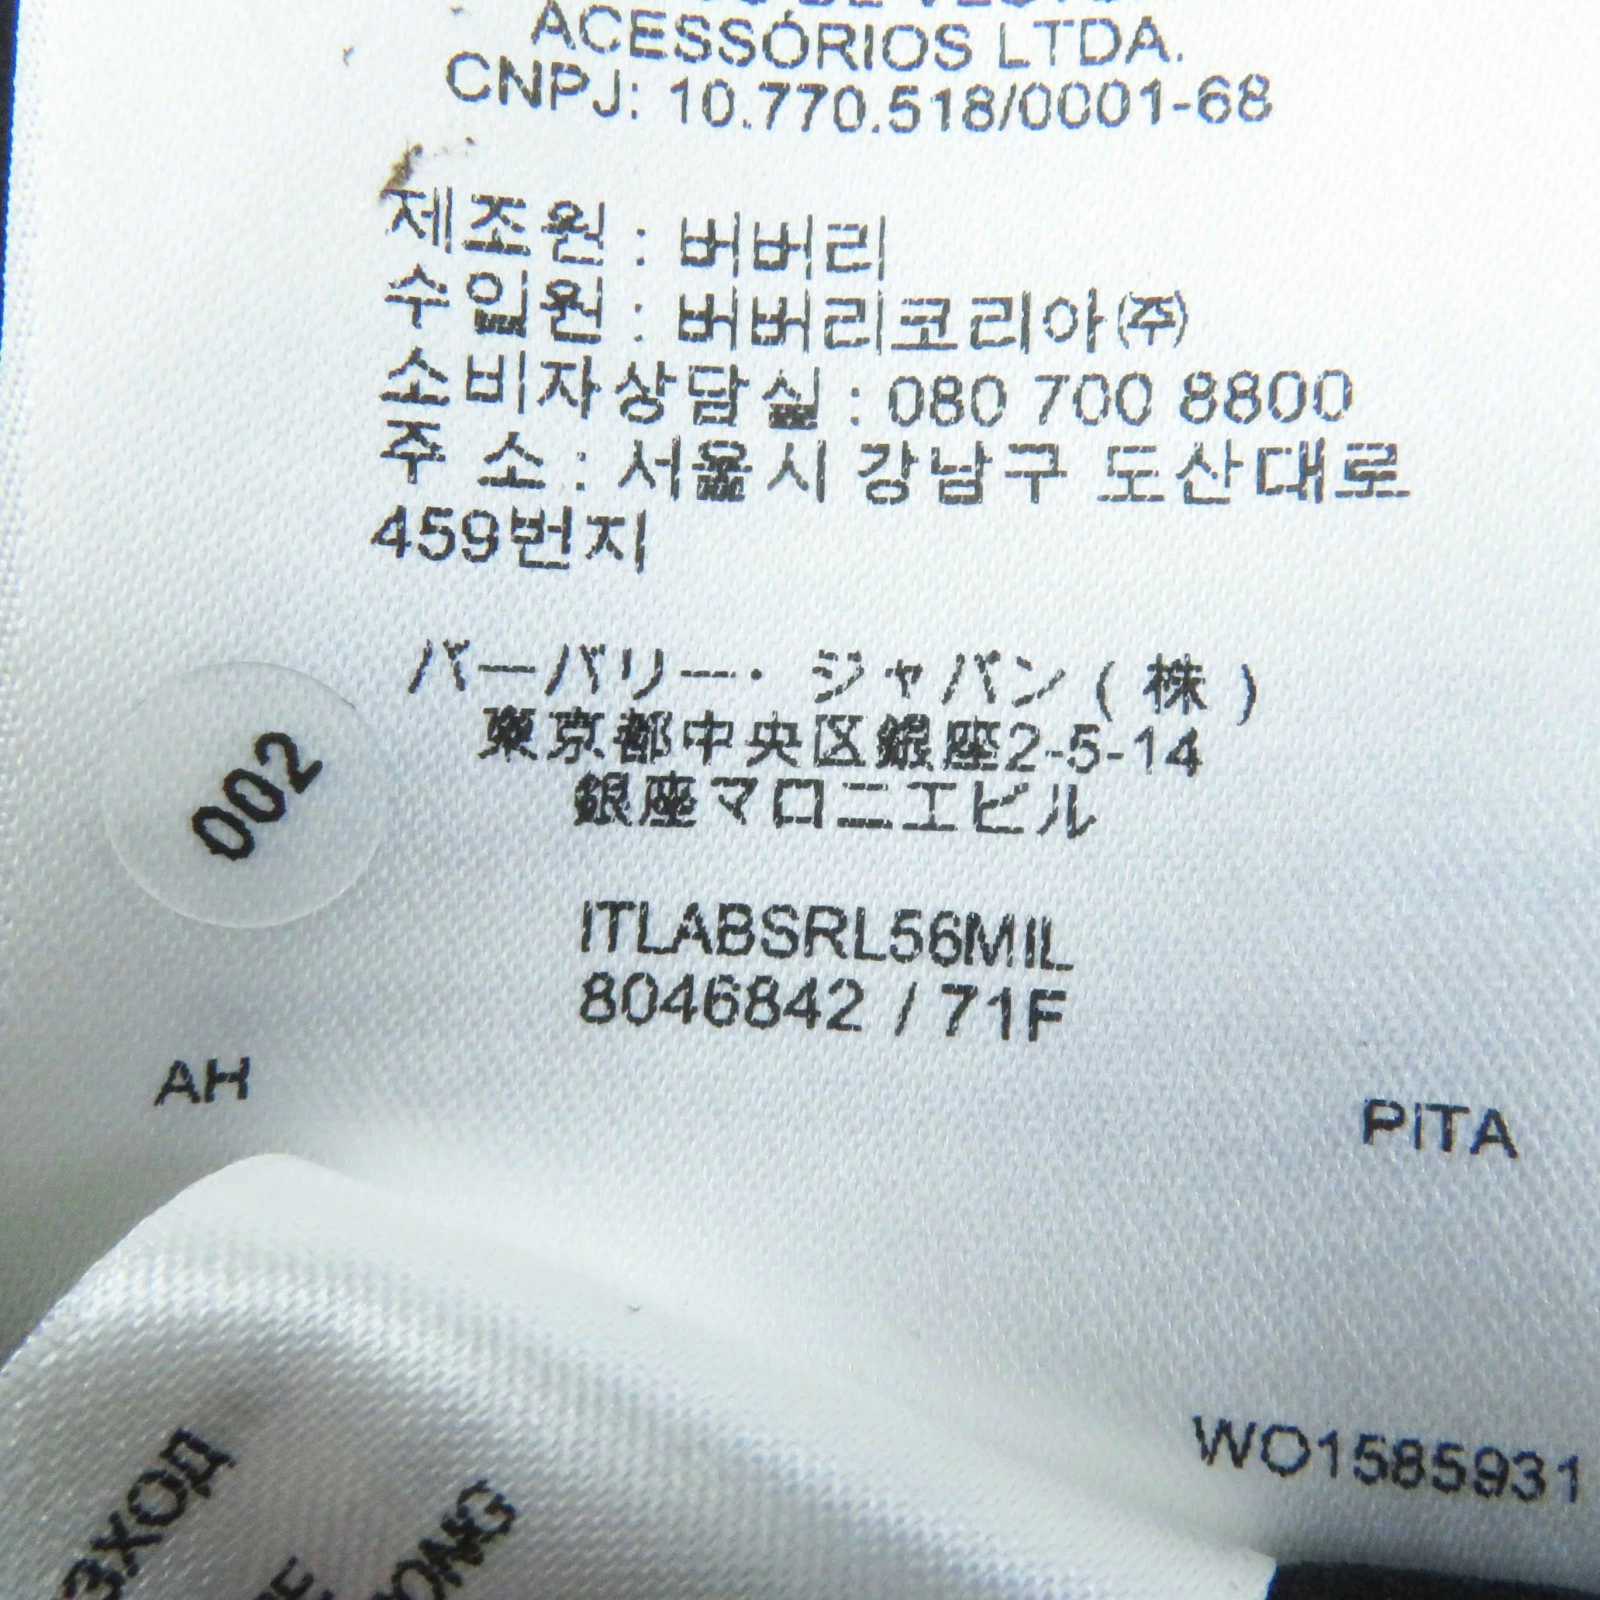 ACESSÓRIOS LTDA.
CNPJ: 10.770.518/0001-68
제조원 : 버버리
수입원 : 버버리코리아㈜
소비자상담실 : 080 700 8800
주 소 : 서울시 강남구 도산대로
459번지
バーバリー・ジャパン ( 株 )
東京都中央区銀座2-5-14
銀座マロニエビル
002
ITLABSRL56MIL
8046842 / 71F
AH
PITA
WO1585931